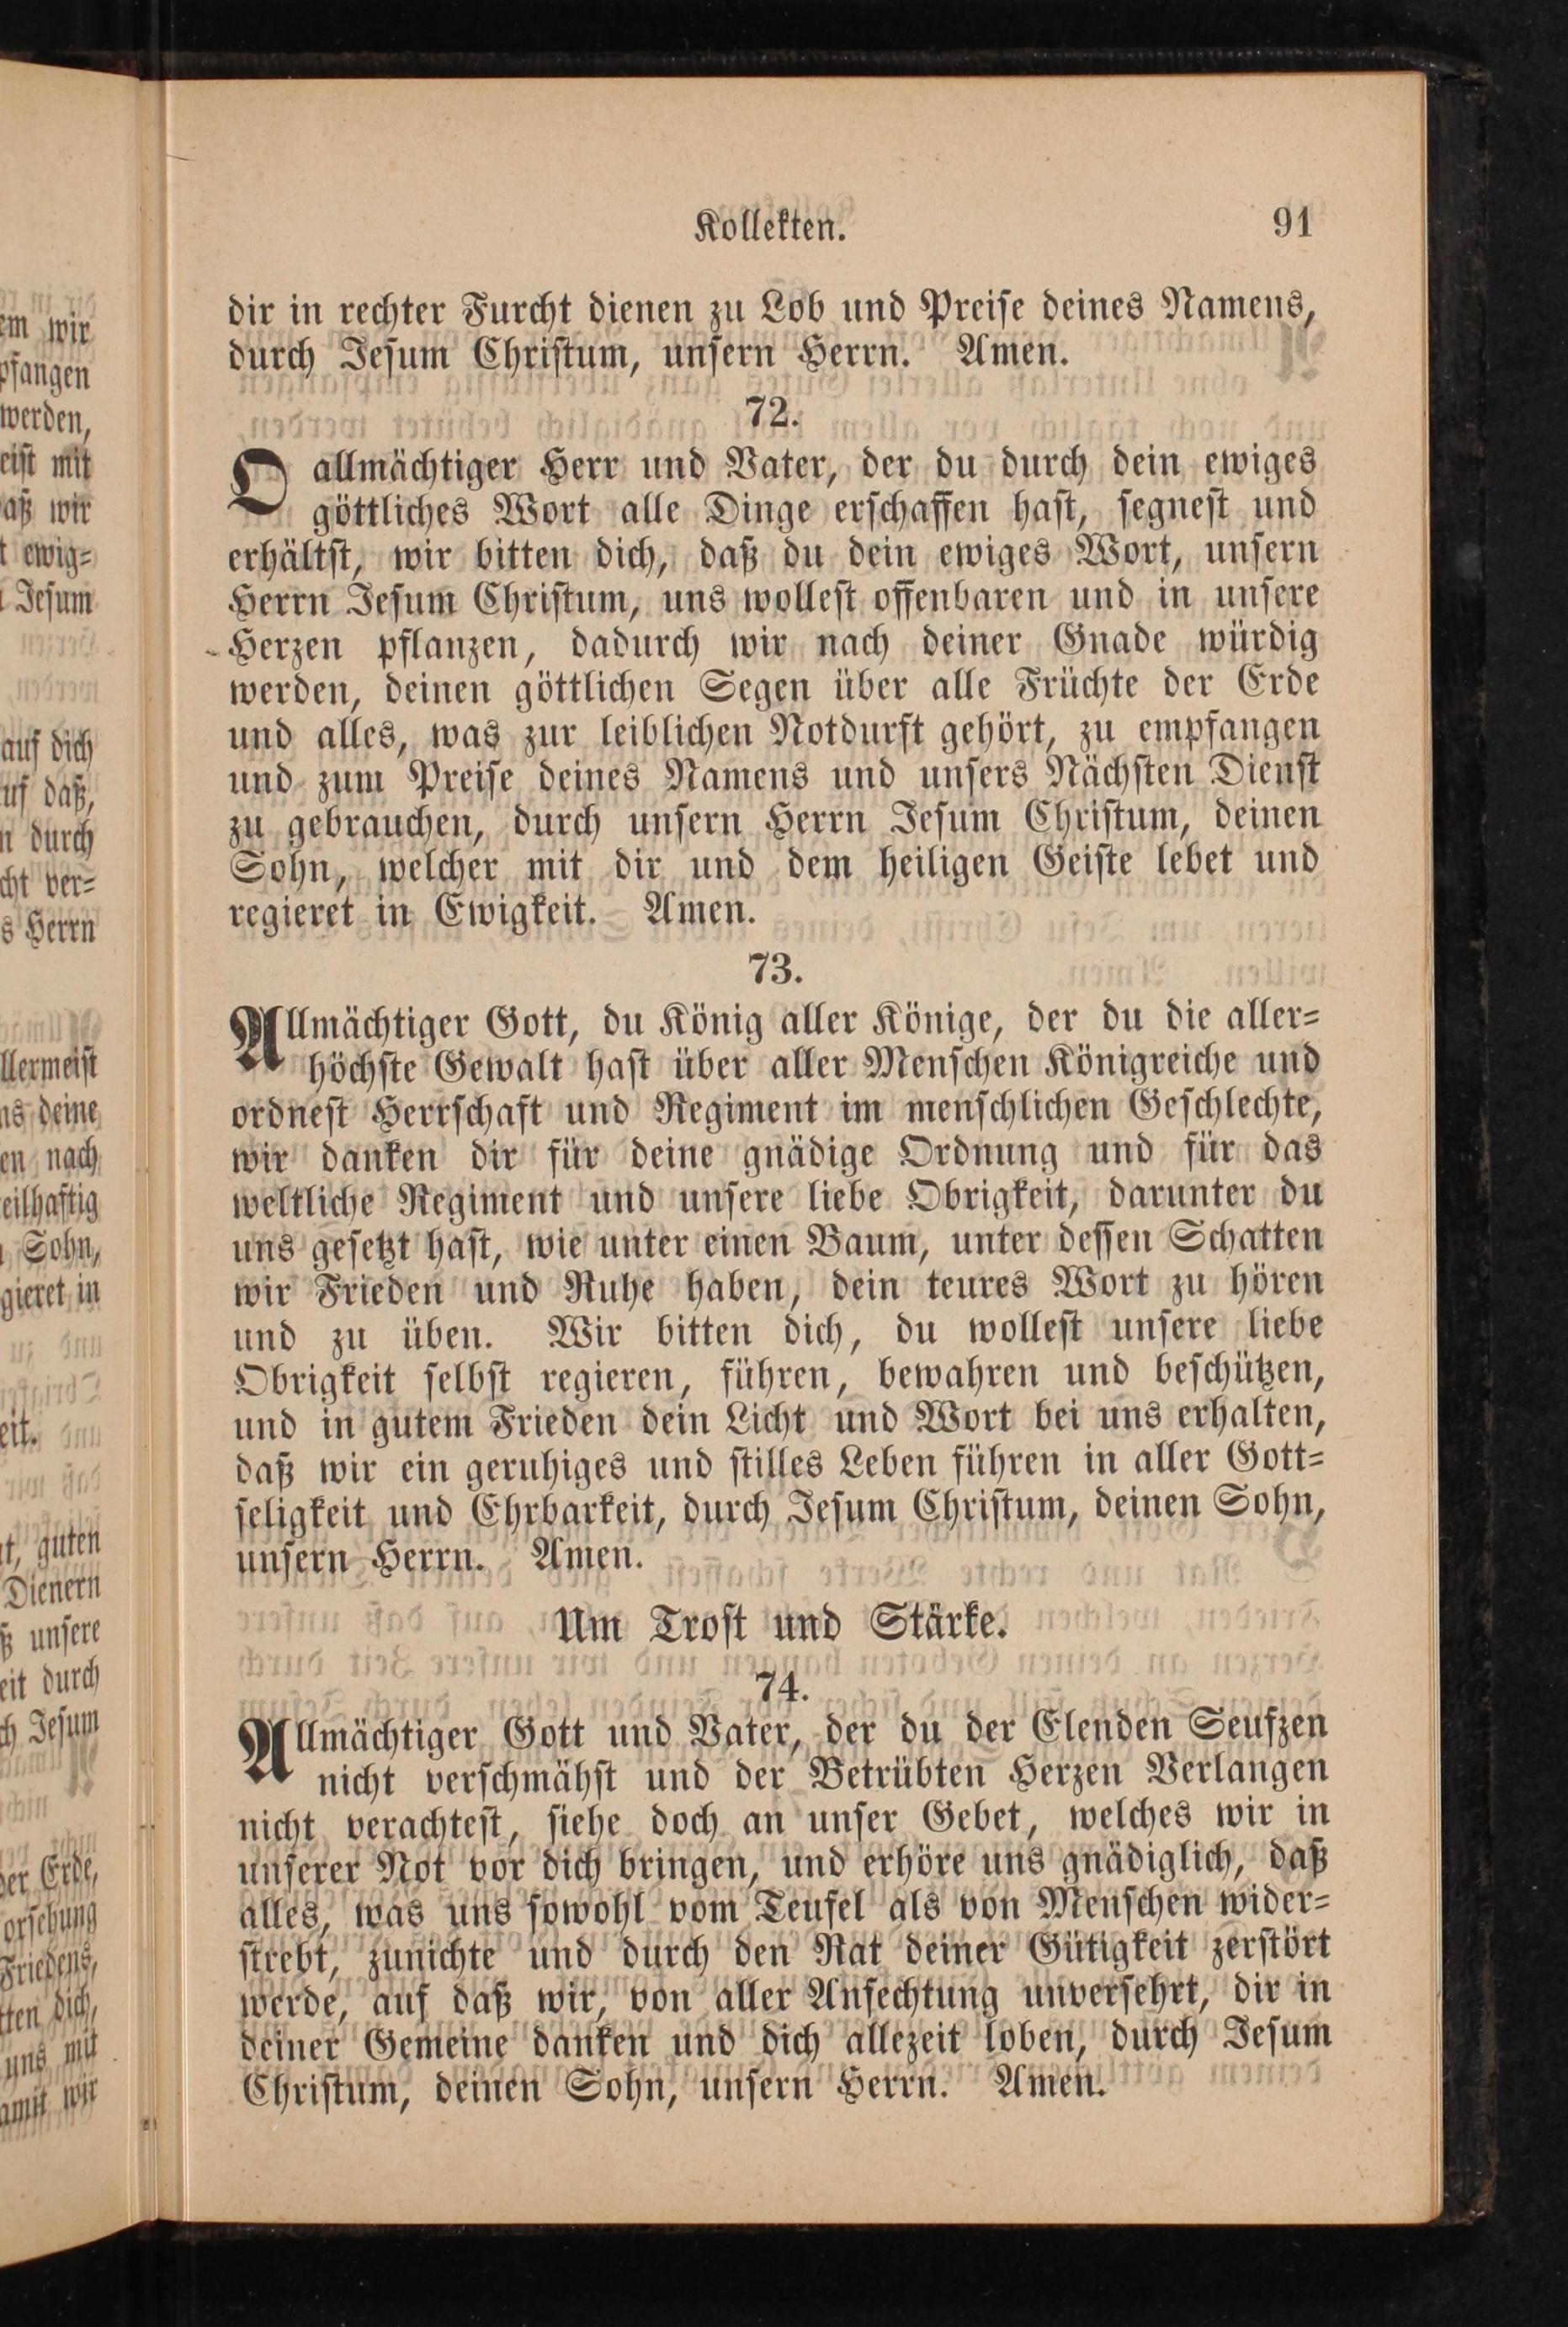 Kollekten. 91
dir in rechter Furcht dienen zu Lob und Preise deines Namens,
durch Jesum Christum, unsern Herrn. Amen.
72.
O allmächtiger Herr und Vater, der du durch dein ewiges
göttliches Wort alle Dinge erschaffen hast, segnest und
erhältst, wir bitten dich, daß du dein ewiges Wort, unsern
Herrn Jesum Christum, uns wollest offenbaren und in unsere
Herzen pflanzen, dadurch wir nach deiner Gnade würdig
werden, deinen göttlichen Segen über alle Früchte der Erde
und alles, was zur leiblichen Notdurft gehört, zu empfangen
und zum Preise deines Namens und unsers Nächsten Dienst
zu gebrauchen, durch unsern Herrn Jesum Christum, deinen
Sohn, welcher mit dir und dem heiligen Geiste lebet und
regieret in Ewigkeit. Amen.
73.
Allmächtiger Gott, du König aller Könige, der du die aller-
höchste Gewalt hast über aller Menschen Königreiche und
ordnest Herrschaft und Regiment im menschlichen Geschlechte,
wir danken dir für deine gnädige Ordnung und für das
weltliche Regiment und unsere liebe Obrigkeit, darunter du
uns gesetzt hast, wie unter einen Baum, unter dessen Schatten
wir Frieden und Ruhe haben, dein teures Wort zu hören
und zu üben. Wir bitten dich, du wollest unsere liebe
Obrigkeit selbst regieren, führen, bewahren und beschützen,
und in gutem Frieden dein Licht und Wort bei uns erhalten,
daß wir ein geruhiges und stilles Leben führen in aller Gott-
seligkeit und Ehrbarkeit, durch Jesum Christum, deinen Sohn,
unsern Herrn. Amen.
Um Trost und Stärke.
74.
Allmächtiger Gott und Vater, der du der Elenden Seufzen
nicht verschmähst und der Betrübten Herzen Verlangen
nicht verachtest, siehe doch an unser Gebet, welches wir in
unserer Not vor dich bringen, und erhöre uns gnädiglich, daß
alles, was uns sowohl vom Teufel als von Menschen wider-
strebt, zunichte und durch den Rat deiner Gütigkeit zerstört
werde, auf daß wir, von aller Anfechtung unversehrt, dir in
deiner Gemeine danken und dich allezeit loben, durch Jesum
Christum, deinen Sohn, unsern Herrn. Amen.